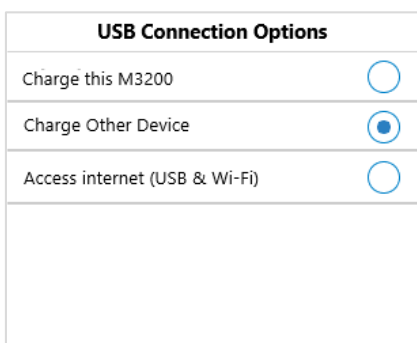 USB Connection Options
Charge this M3200
Charge Other Device
Access internet (USB & Wi-Fi)